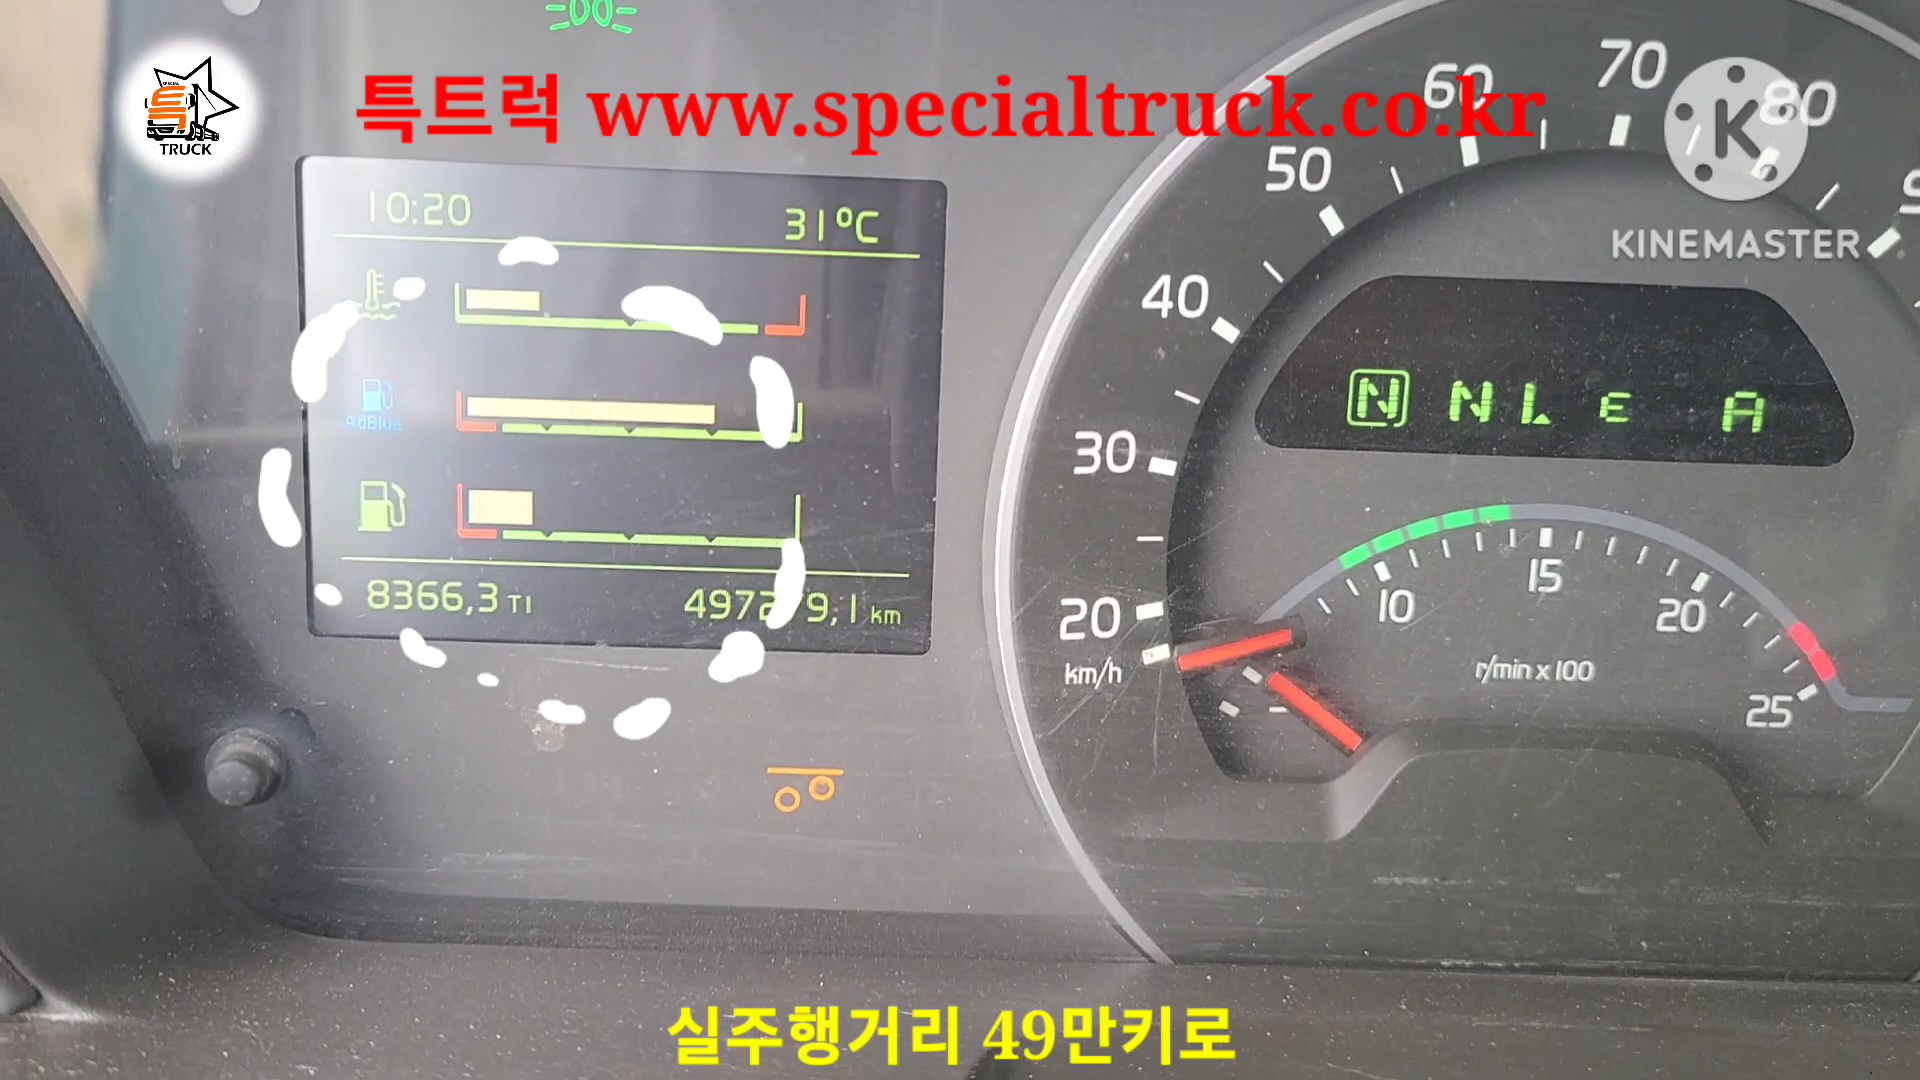 특트럭 www.specialtruck.co.kr
SPECIAL
특
TRUCK
K
KINEMASTER
10:20
31°C
AdBlue
8366,3
km
20
30
40
50
60
70
80
km/h
N N L E A
10
15
20
25
r/min x 100
실주행거리 49만키로